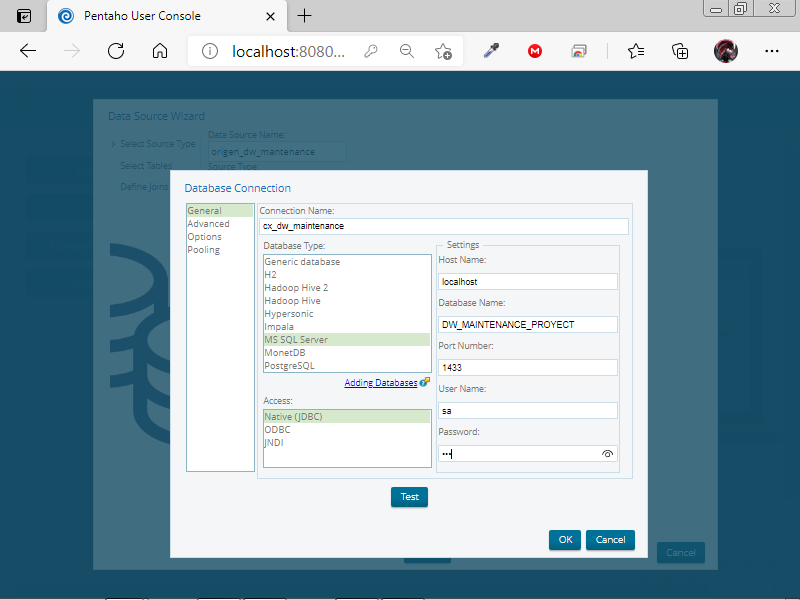 Pentaho User Console
localhost:8080...
Data Source Wizard
Select Source Type
Data Source Name:
origen_dw_mantenance
Select Tables
Source Type:
Define Joins
Database Connection
General
Advanced
Options
Pooling
Connection Name:
cx_dw_maintenance
Database Type:
Generic database
H2
Hadoop Hive 2
Hadoop Hive
Hypersonic
Impala
MS SQL Server
MonetDB
PostgreSQL
Adding Databases
Access:
Native (JDBC)
ODBC
JNDI
Settings
Host Name:
localhost
Database Name:
DW_MAINTENANCE_PROYECT
Port Number:
1433
User Name:
sa
Password:
•••
Test
OK
Cancel
Cancel